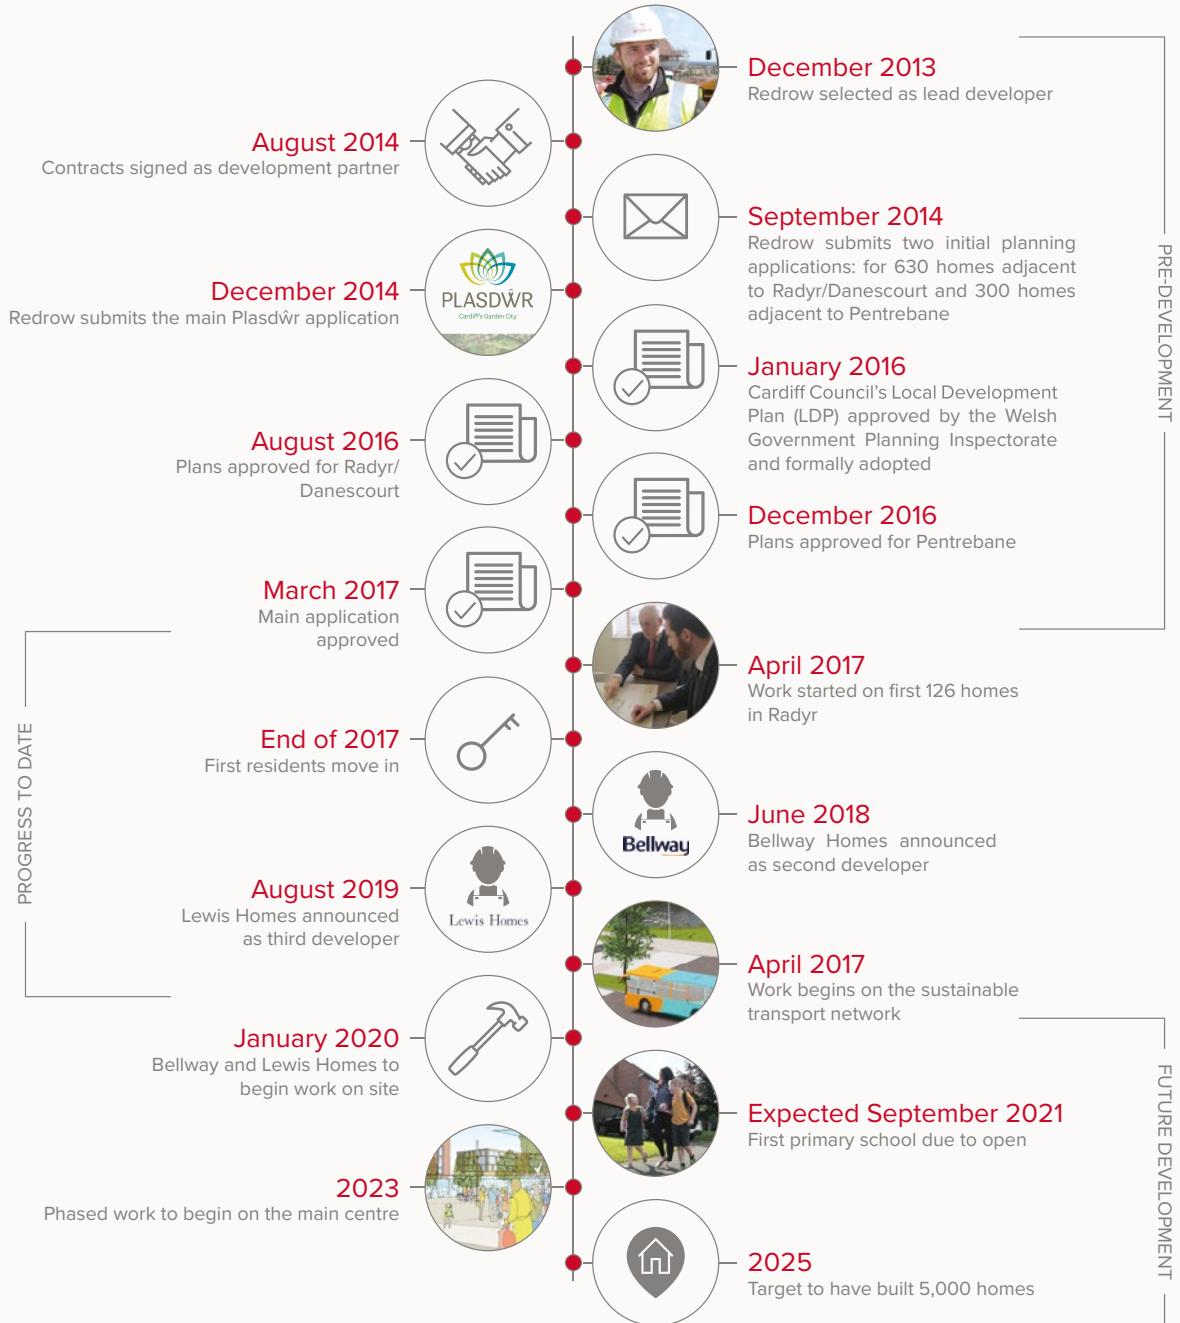 December 2013
Redrow selected as lead developer
August 2014
Contracts signed as development partner
September 2014
Redrow submits two initial planning
applications: for 630 homes adjacent
to Radyr/Danescourt and 300 homes
adjacent to Pentrebane
PLASDŴR
Cardiff's Garden City
December 2014
Redrow submits the main Plasdŵr application
January 2016
Cardiff Council's Local Development
Plan (LDP) approved by the Welsh
Government Planning Inspectorate
and formally adopted
August 2016
Plans approved for Radyr/
Danescourt
December 2016
Plans approved for Pentrebane
PRE-DEVELOPMENT
March 2017
Main application
approved
April 2017
Work started on first 126 homes
in Radyr
End of 2017
First residents move in
June 2018
Bellway Homes announced
as second developer
Bellway
August 2019
Lewis Homes announced
as third developer
Lewis Homes
PROGRESS TO DATE
April 2017
Work begins on the sustainable
transport network
January 2020
Bellway and Lewis Homes to
begin work on site
Expected September 2021
First primary school due to open
2023
Phased work to begin on the main centre
2025
Target to have built 5,000 homes
FUTURE DEVELOPMENT